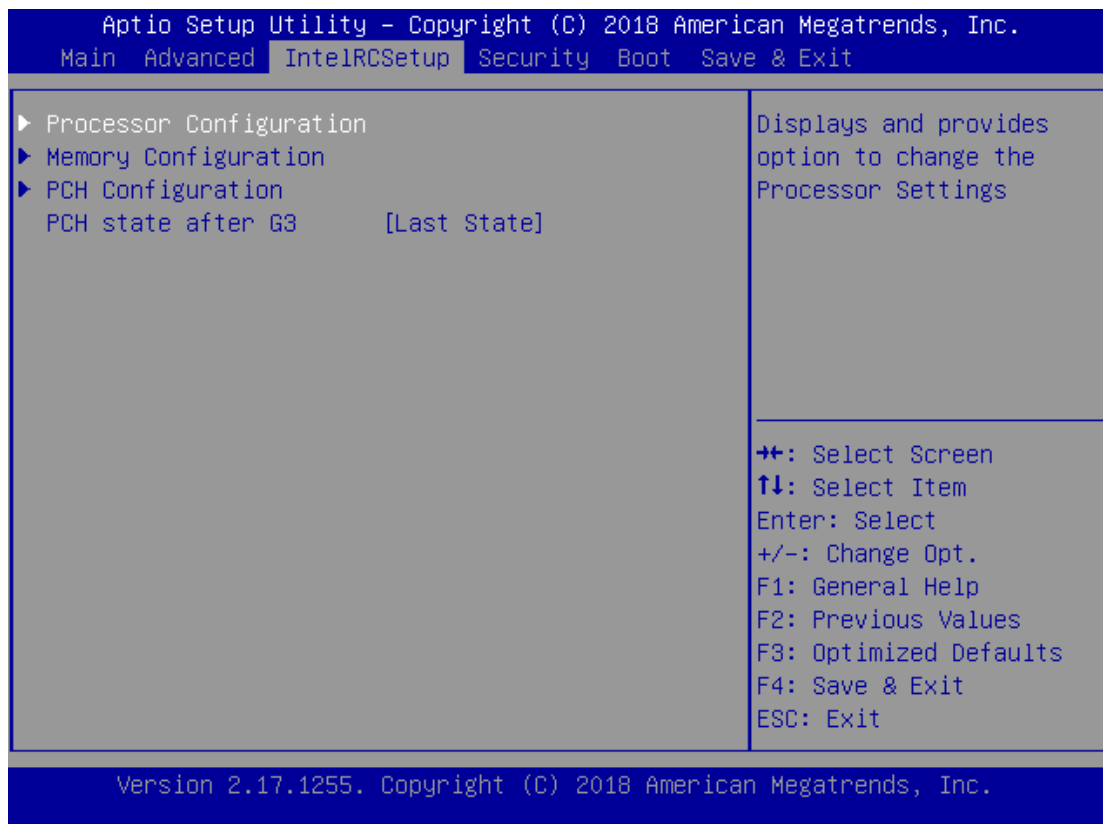 Aptio Setup Utility – Copyright (C) 2018 American Megatrends, Inc.
Main Advanced IntelRCSetup Security Boot Save & Exit
Processor Configuration
Memory Configuration
PCH Configuration
PCH state after G3 [Last State]
Displays and provides
option to change the
Processor Settings
→←: Select Screen
↑↓: Select Item
Enter: Select
+/-: Change Opt.
F1: General Help
F2: Previous Values
F3: Optimized Defaults
F4: Save & Exit
ESC: Exit
Version 2.17.1255. Copyright (C) 2018 American Megatrends, Inc.